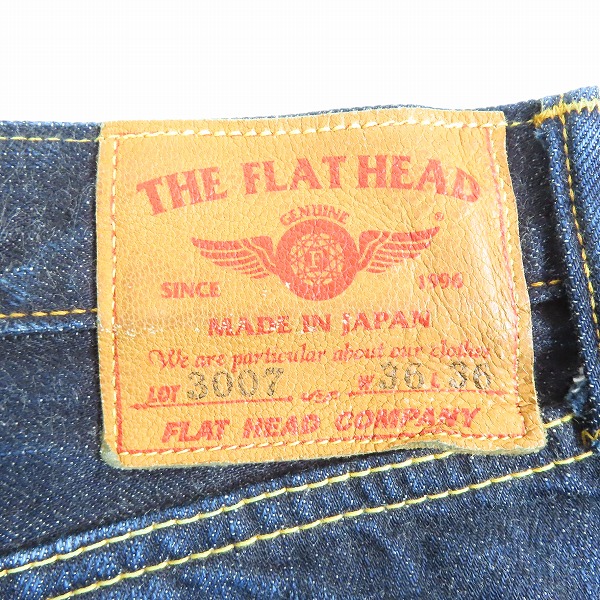 THE FLAT HEAD
GENUINE
®
F
SINCE 1996
MADE IN JAPAN
We are particular about our clothes
LOT 3007 W 36 L 36
FLAT HEAD COMPANY